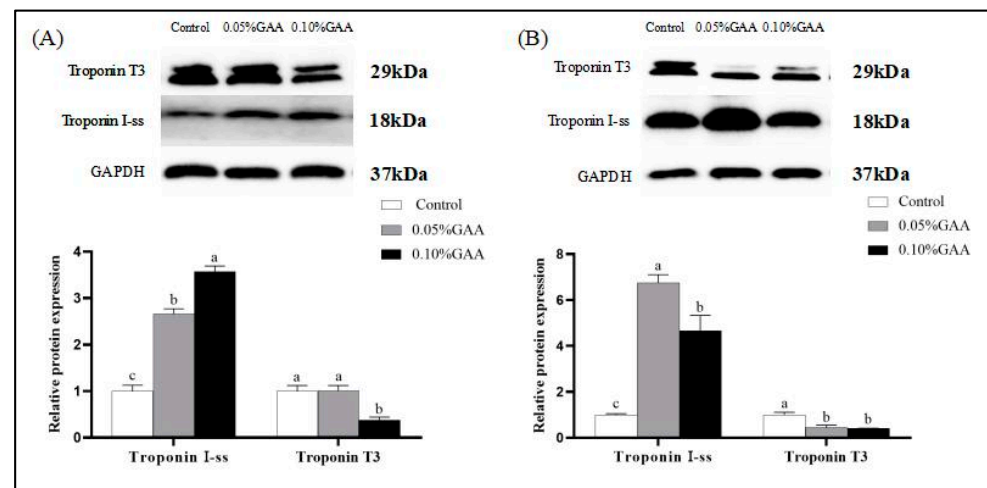 (A)
Control 0.05%GAA 0.10%GAA
Troponin T3 29kDa
Troponin I-ss 18kDa
GAPDH 37kDa
Control
0.05%GAA
0.10%GAA
Relative protein expression
4
3
2
1
0
c
b
a
a
a
b
Troponin I-ss Troponin T3
(B)
Control 0.05%GAA 0.10%GAA
Troponin T3 29kDa
Troponin I-ss 18kDa
GAPDH 37kDa
Control
0.05%GAA
0.10%GAA
Relative protein expression
8
6
4
2
0
c
a
b
a
b
b
Troponin I-ss Troponin T3